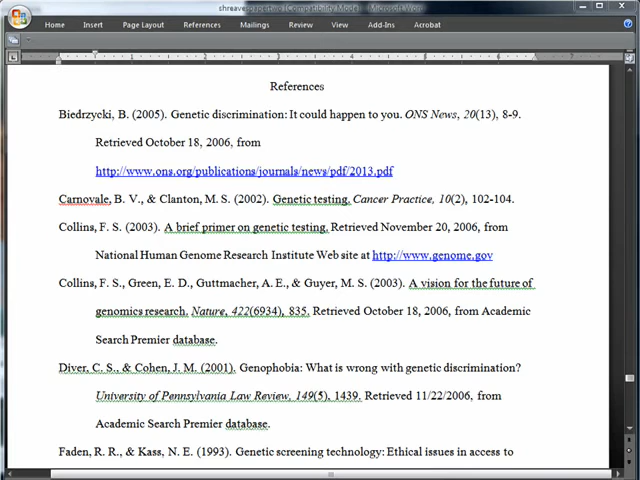 shreavespapertwo [Compatibility Mode] - Microsoft Word
Home Insert Page Layout References Mailings Review View Add-Ins Acrobat
References
Biedrzycki, B. (2005). Genetic discrimination: It could happen to you. ONS News, 20(13), 8-9.
Retrieved October 18, 2006, from
http://www.ons.org/publications/journals/news/pdf/2013.pdf
Carnovale, B. V., & Clanton, M. S. (2002). Genetic testing. Cancer Practice, 10(2), 102-104.
Collins, F. S. (2003). A brief primer on genetic testing. Retrieved November 20, 2006, from
National Human Genome Research Institute Web site at http://www.genome.gov
Collins, F. S., Green, E. D., Guttmacher, A. E., & Guyer, M. S. (2003). A vision for the future of
genomics research. Nature, 422(6934), 835. Retrieved October 18, 2006, from Academic
Search Premier database.
Diver, C. S., & Cohen, J. M. (2001). Genophobia: What is wrong with genetic discrimination?
University of Pennsylvania Law Review, 149(5), 1439. Retrieved 11/22/2006, from
Academic Search Premier database.
Faden, R. R., & Kass, N. E. (1993). Genetic screening technology: Ethical issues in access to